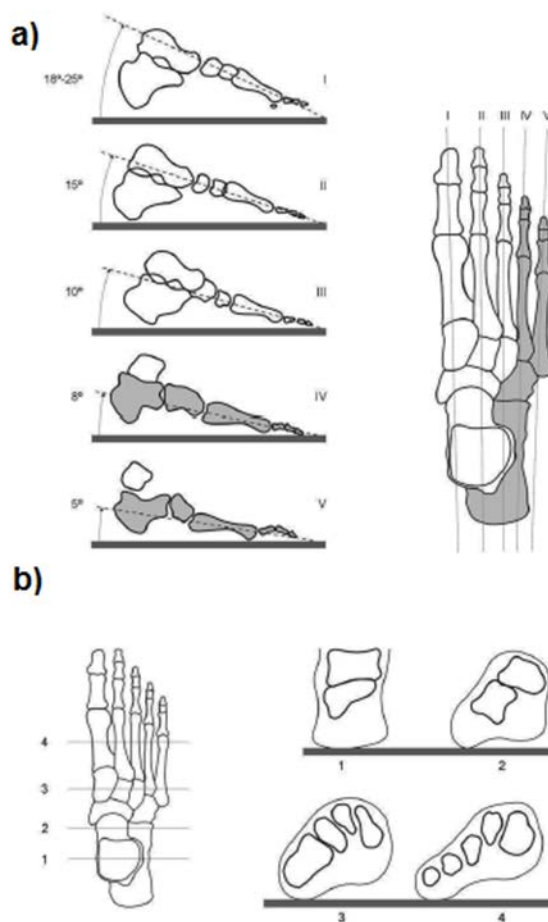 a)
18º-25º I
15º II
10º III
8º IV
5º V
I II III IV V
b)
4
3
2
1
1 2
3 4